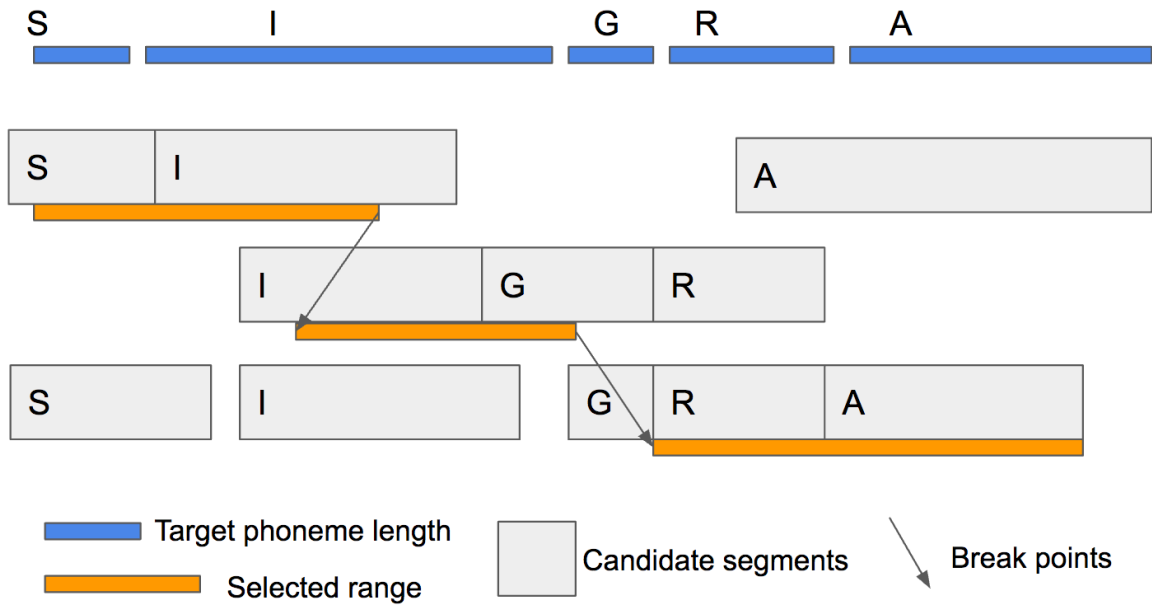 S I G R A
S I A
I G R
S I G R A
Target phoneme length
Selected range
Candidate segments
Break points